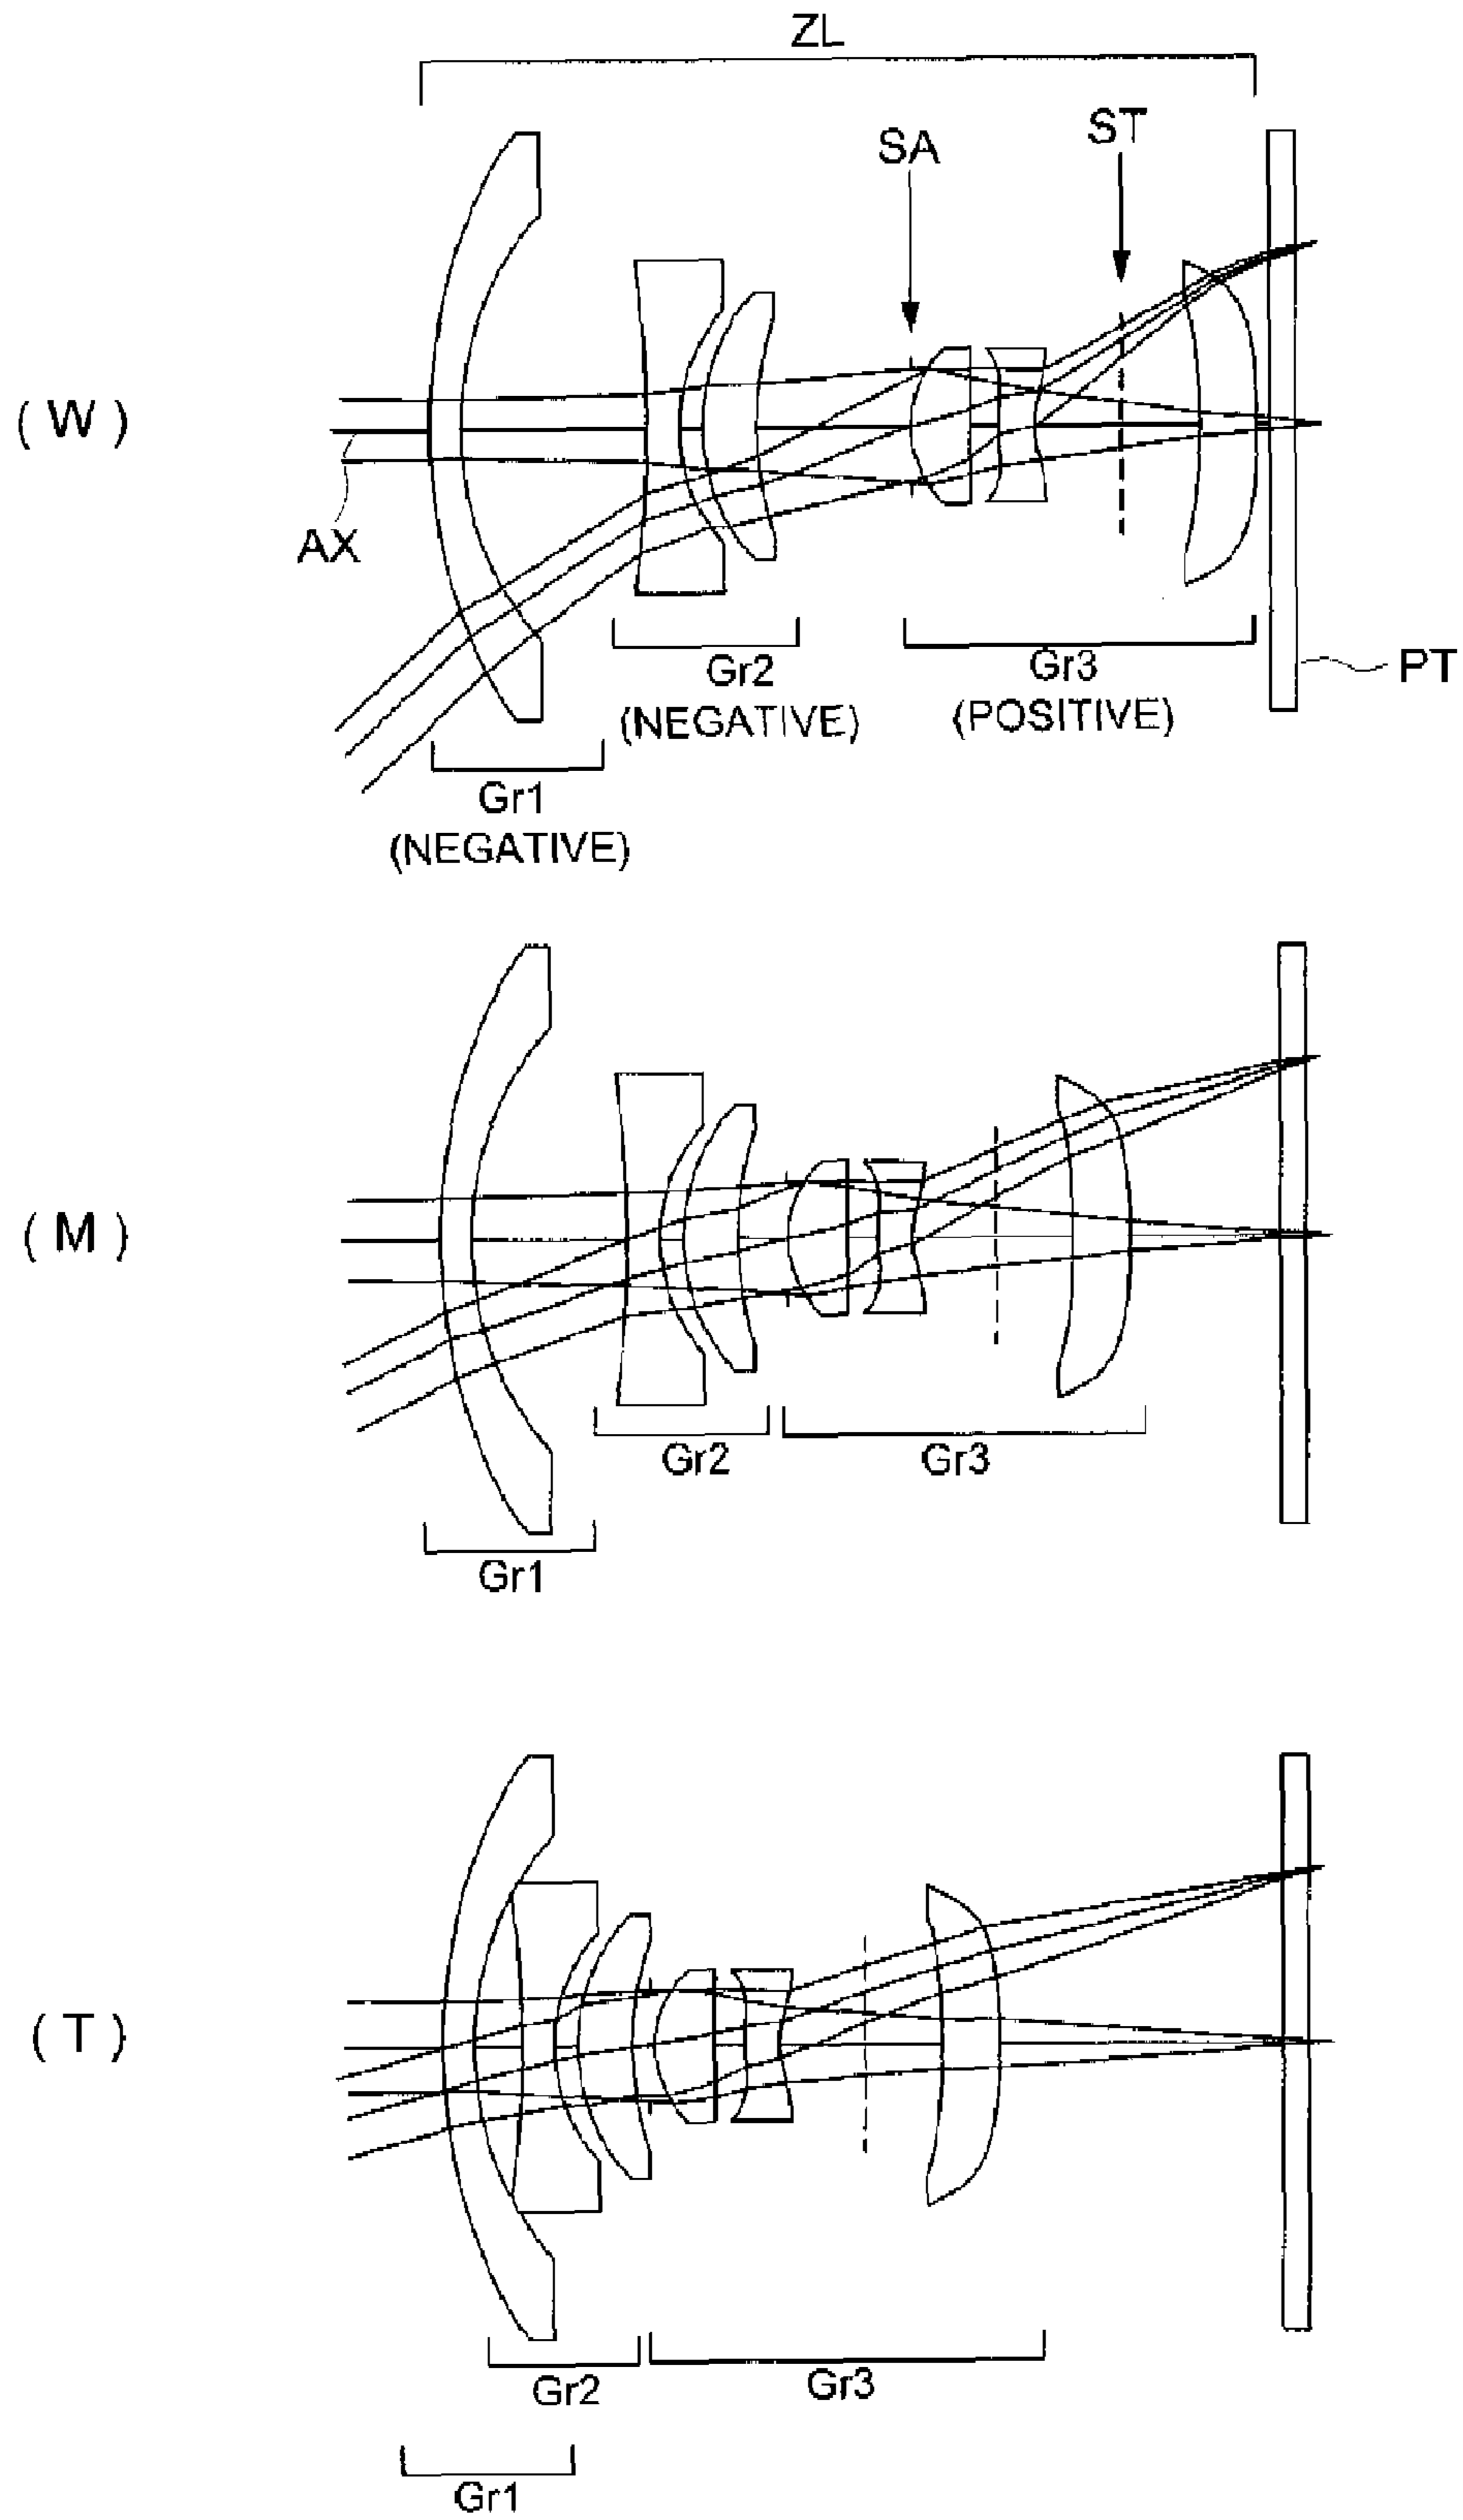 ZL
ST
SA
( W )
AX
Gr2
(NEGATIVE)
Gr3
(POSITIVE)
PT
Gr1
(NEGATIVE)
( M )
Gr2
Gr3
Gr1
( T )
Gr2
Gr3
Gr1